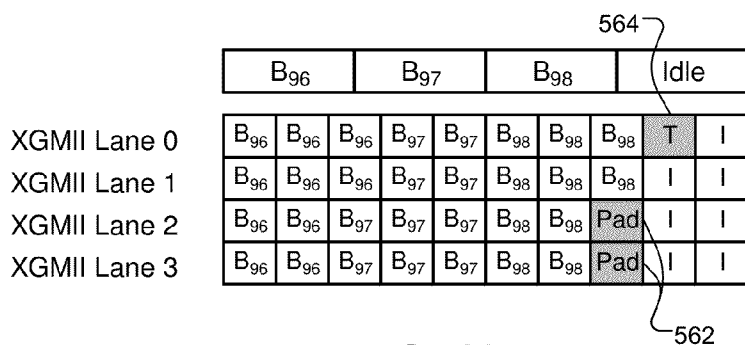 564
B96 B97 B98 Idle
XGMII Lane 0 B96 B96 B96 B97 B97 B98 B98 B98 T I
XGMII Lane 1 B96 B96 B96 B97 B97 B98 B98 B98 I I
XGMII Lane 2 B96 B96 B97 B97 B97 B98 B98 Pad I I
XGMII Lane 3 B96 B96 B97 B97 B97 B98 B98 Pad I I
562